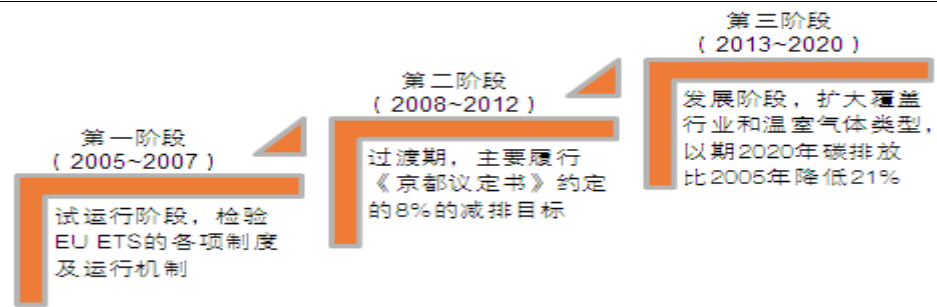 第一阶段
（2005~2007）
试运行阶段，检验
EU ETS的各项制度
及运行机制
第二阶段
（2008~2012）
过渡期，主要履行
《京都议定书》约定
的8%的减排目标
第三阶段
（2013~2020）
发展阶段，扩大覆盖
行业和温室气体类型，
以期2020年碳排放
比2005年降低21%